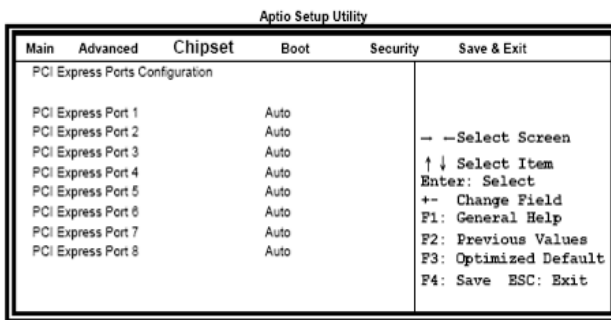 Aptio Setup Utility
Main Advanced Chipset Boot Security Save & Exit
PCI Express Ports Configuration
PCI Express Port 1 Auto
PCI Express Port 2 Auto
PCI Express Port 3 Auto
PCI Express Port 4 Auto
PCI Express Port 5 Auto
PCI Express Port 6 Auto
PCI Express Port 7 Auto
PCI Express Port 8 Auto
→ ←Select Screen
↑↓ Select Item
Enter: Select
+- Change Field
F1: General Help
F2: Previous Values
F3: Optimized Default
F4: Save ESC: Exit